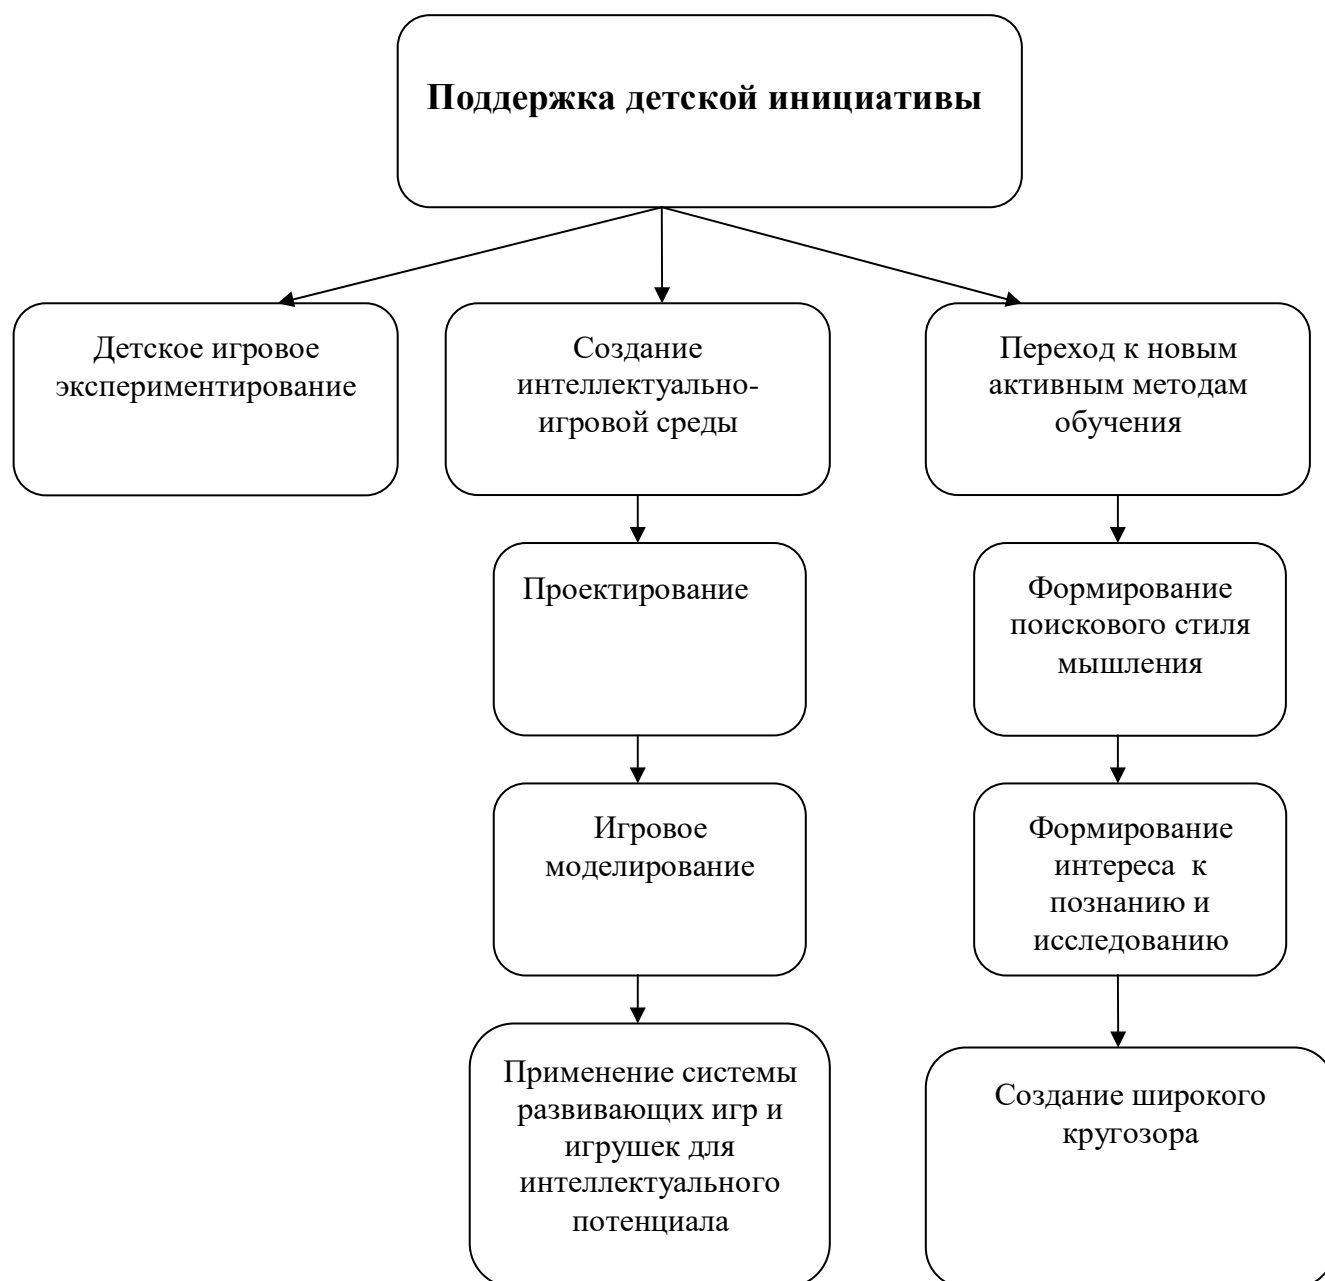 Поддержка детской инициативы
Детское игровое
экспериментирование
Создание
интеллектуально-
игровой среды
Переход к новым
активным методам
обучения
Проектирование
Формирование
поискового стиля
мышления
Игровое
моделирование
Формирование
интереса  к
познанию и
исследованию
Применение системы
развивающих игр и
игрушек для
интеллектуального
потенциала
Создание широкого
кругозора